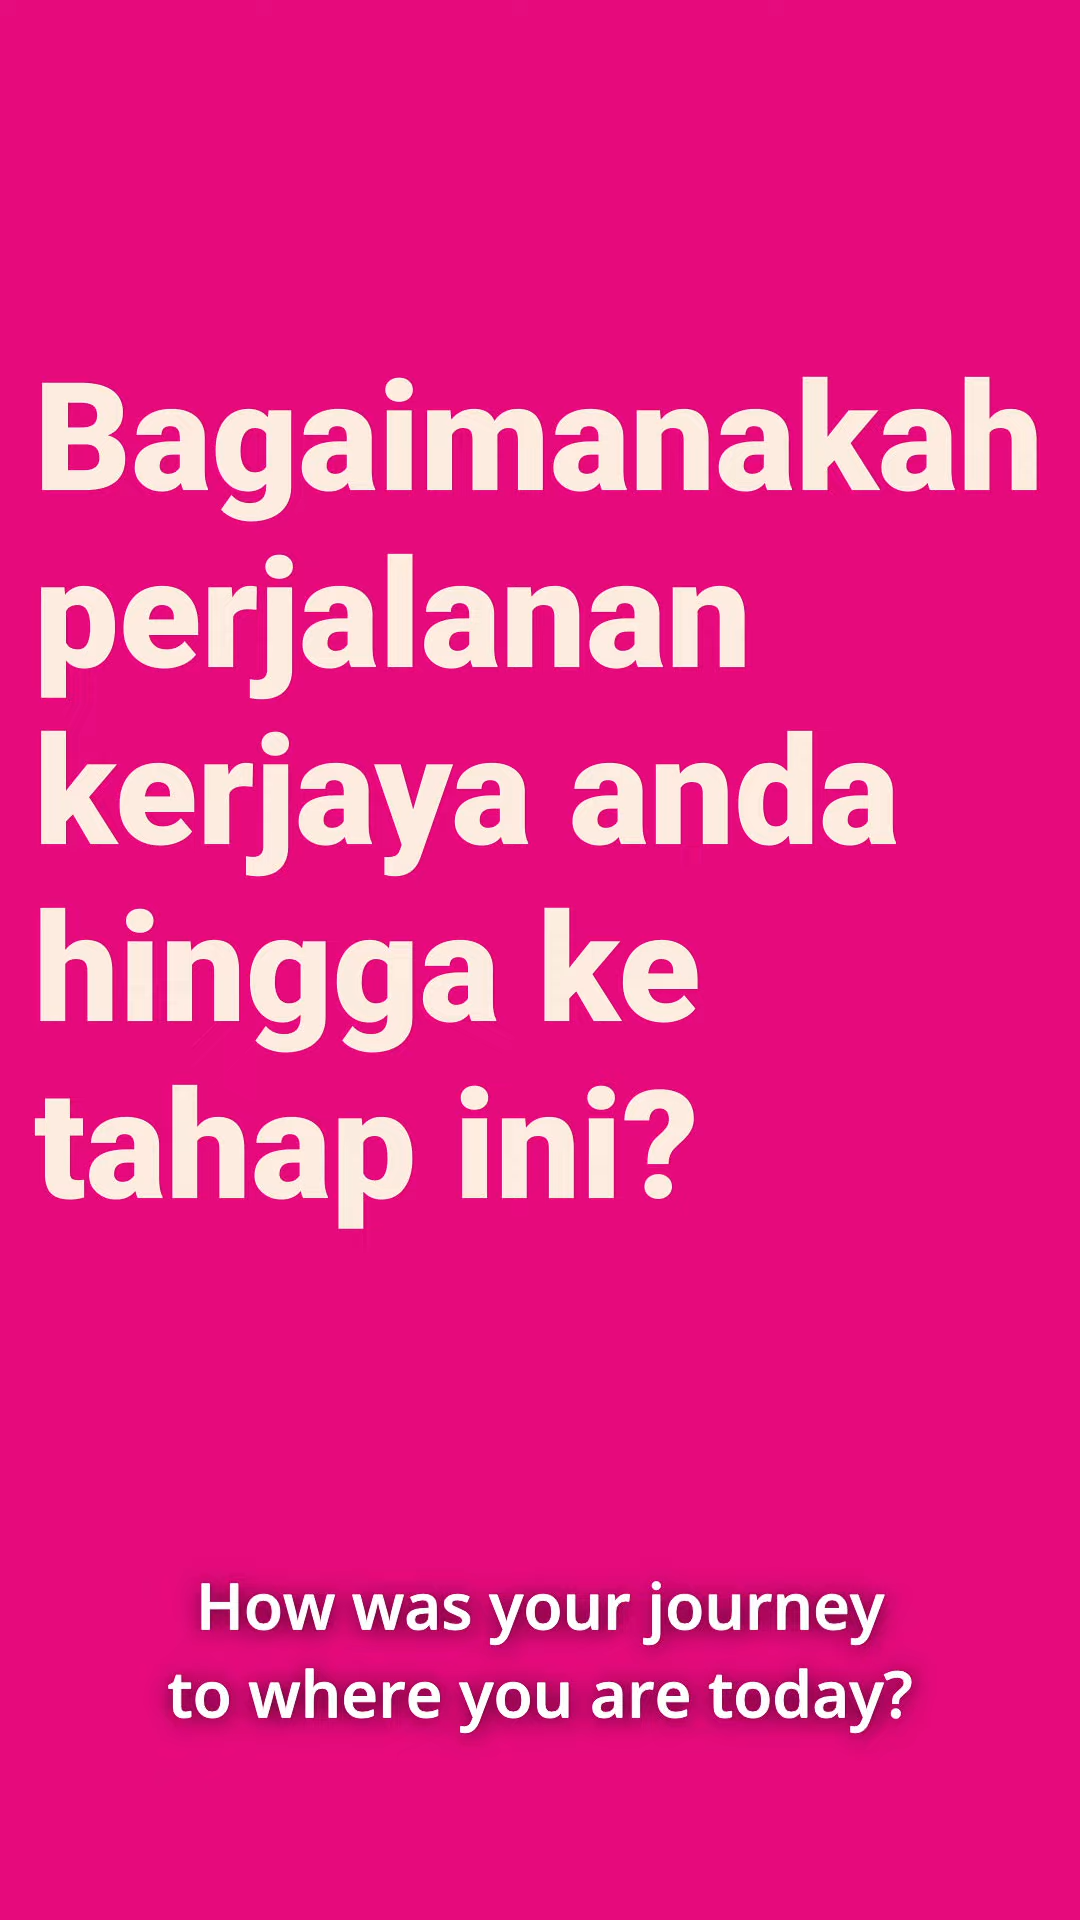 Bagaimanakah
perjalanan
kerjaya anda
hingga ke
tahap ini?
How was your journey
to where you are today?